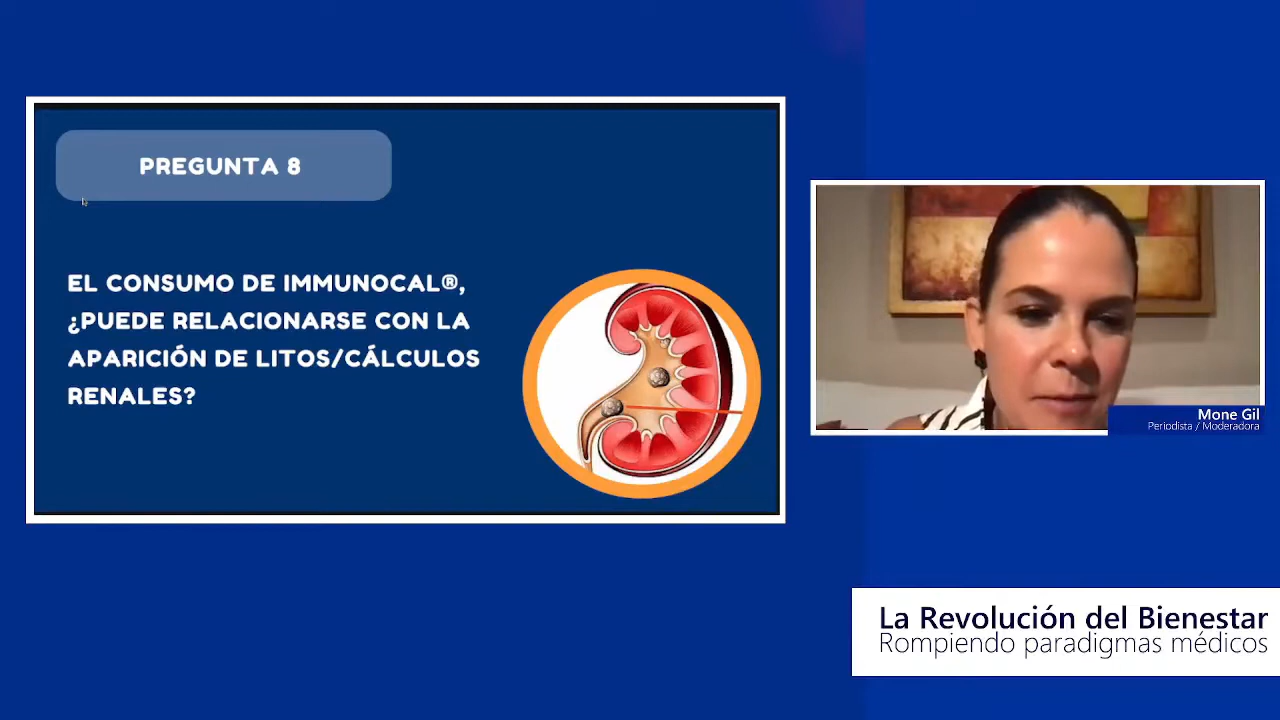 PREGUNTA 8
EL CONSUMO DE IMMUNOCAL®,
¿PUEDE RELACIONARSE CON LA
APARICIÓN DE LITOS/CÁLCULOS
RENALES?
Mone Gil
Periodista / Moderadora
La Revolución del Bienestar
Rompiendo paradigmas médicos